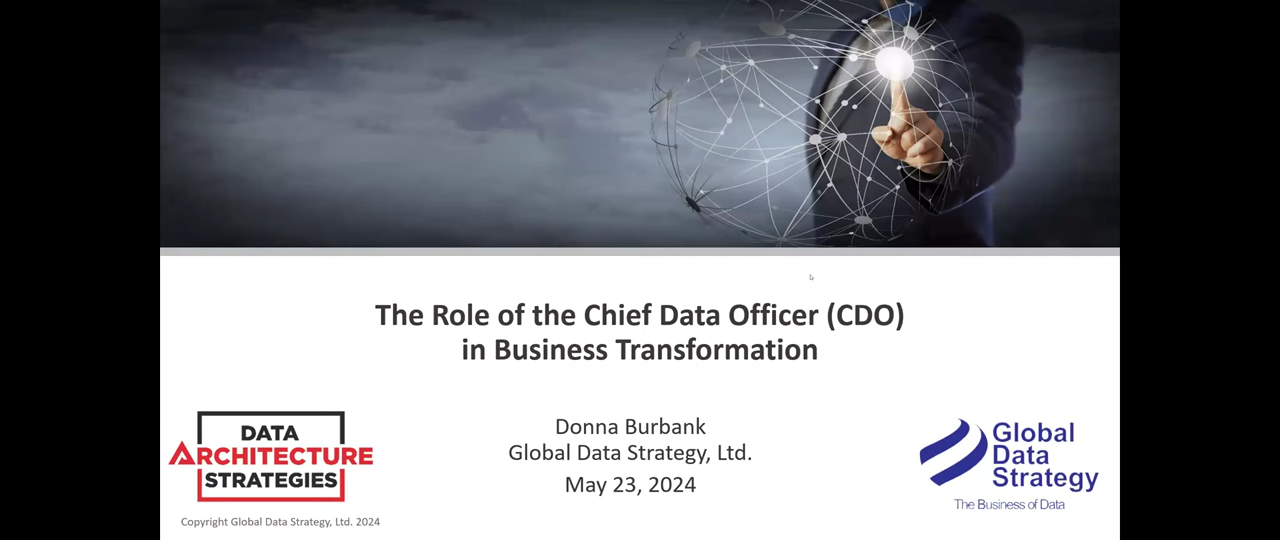 The Role of the Chief Data Officer (CDO)
in Business Transformation
DATA
ARCHITECTURE
STRATEGIES
Donna Burbank
Global Data Strategy, Ltd.
May 23, 2024
Global
Data
Strategy
The Business of Data
Copyright Global Data Strategy, Ltd. 2024